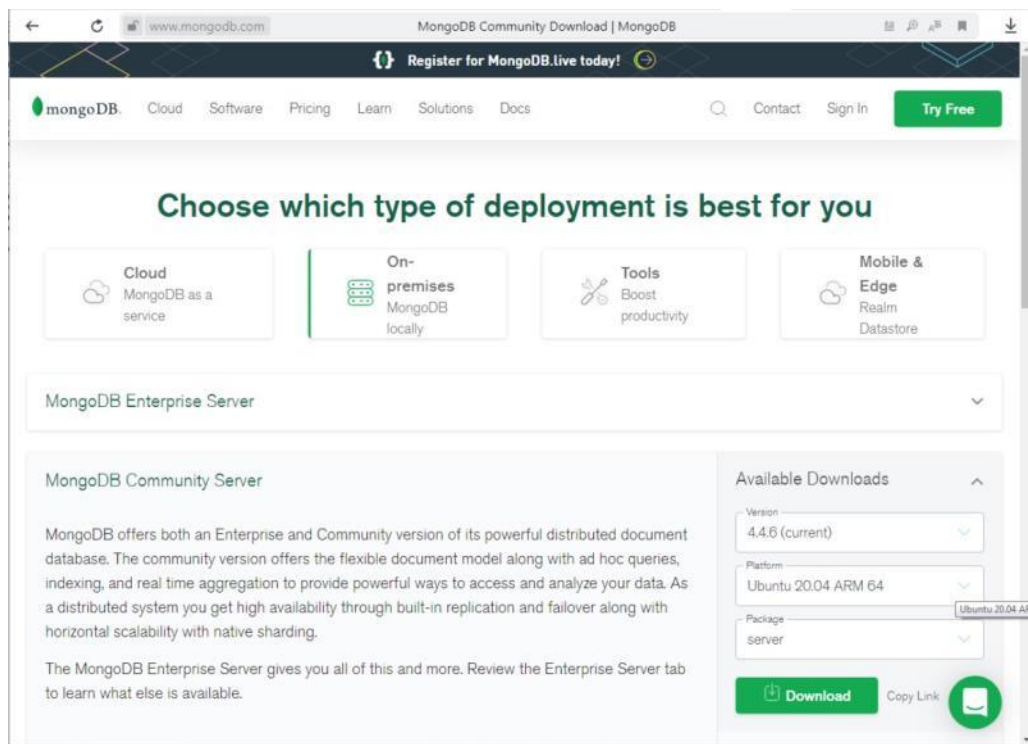 www.mongodb.com
MongoDB Community Download | MongoDB
Register for MongoDB.live today!
mongoDB.
Cloud
Software
Pricing
Learn
Solutions
Docs
Contact
Sign In
Try Free
Choose which type of deployment is best for you
Cloud
MongoDB as a
service
On-
premises
MongoDB
locally
Tools
Boost
productivity
Mobile &
Edge
Realm
Datastore
MongoDB Enterprise Server
MongoDB Community Server
MongoDB offers both an Enterprise and Community version of its powerful distributed document
database. The community version offers the flexible document model along with ad hoc queries,
indexing, and real time aggregation to provide powerful ways to access and analyze your data. As
a distributed system you get high availability through built-in replication and failover along with
horizontal scalability with native sharding.
The MongoDB Enterprise Server gives you all of this and more. Review the Enterprise Server tab
to learn what else is available.
Available Downloads
Version
4.4.6 (current)
Platform
Ubuntu 20.04 ARM 64
Ubuntu 20.04 AR
Package
server
Download
Copy Link